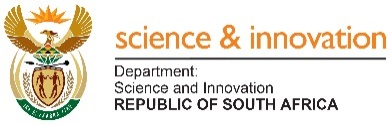 science & innovation
Department:
Science and Innovation
REPUBLIC OF SOUTH AFRICA